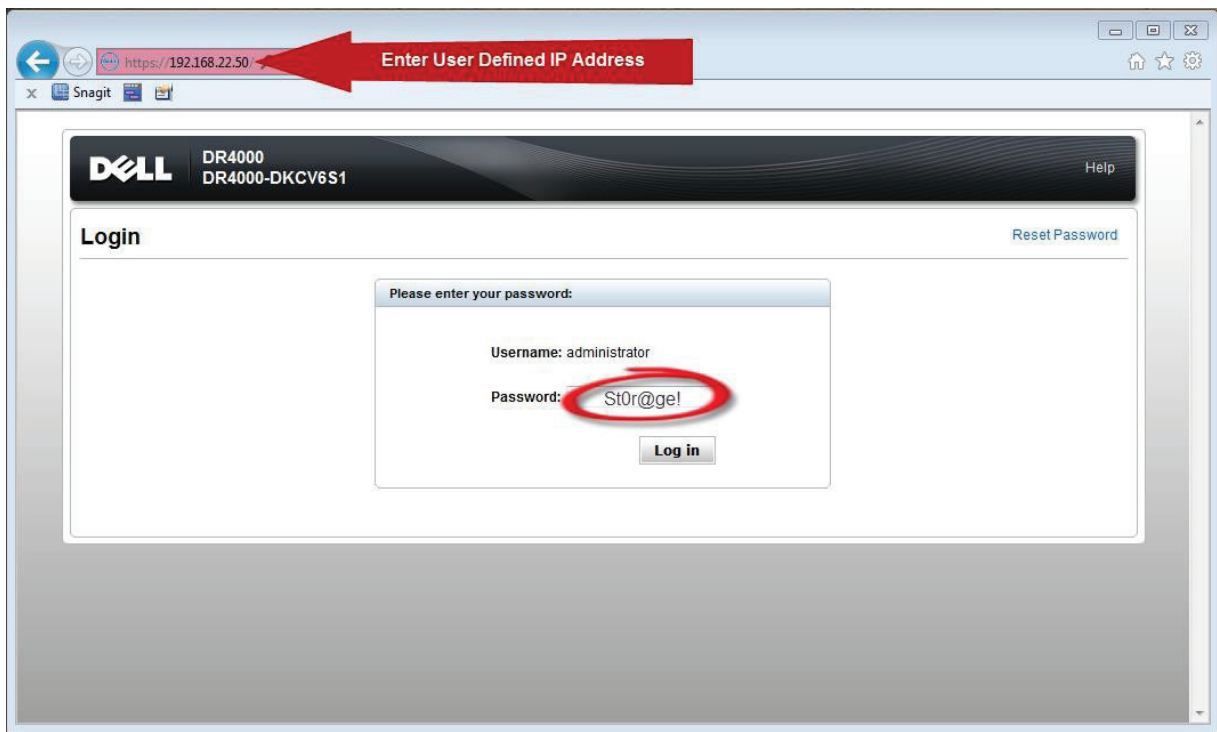 https://192.168.22.50/
Enter User Defined IP Address
x Snagit
DELL
DR4000
DR4000-DKCV6S1
Help
Login
Reset Password
Please enter your password:
Username: administrator
Password: St0r@ge!
Log in